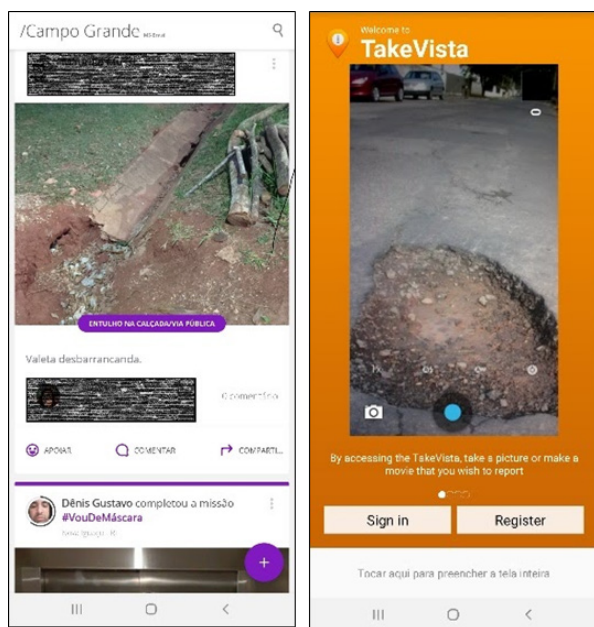 /Campo Grande
ENTULHO NA CALÇADA/VIA PÚBLICA
Valeta desbarrancanda.
0 comentário
APOIAR
COMENTAR
COMPARTI...
Dênis Gustavo completou a missão
#VouDeMáscara
+
Welcome to
TakeVista
By accessing the TakeVista, take a picture or make a
movie that you wish to report
Sign in
Register
Tocar aqui para preencher a tela inteira